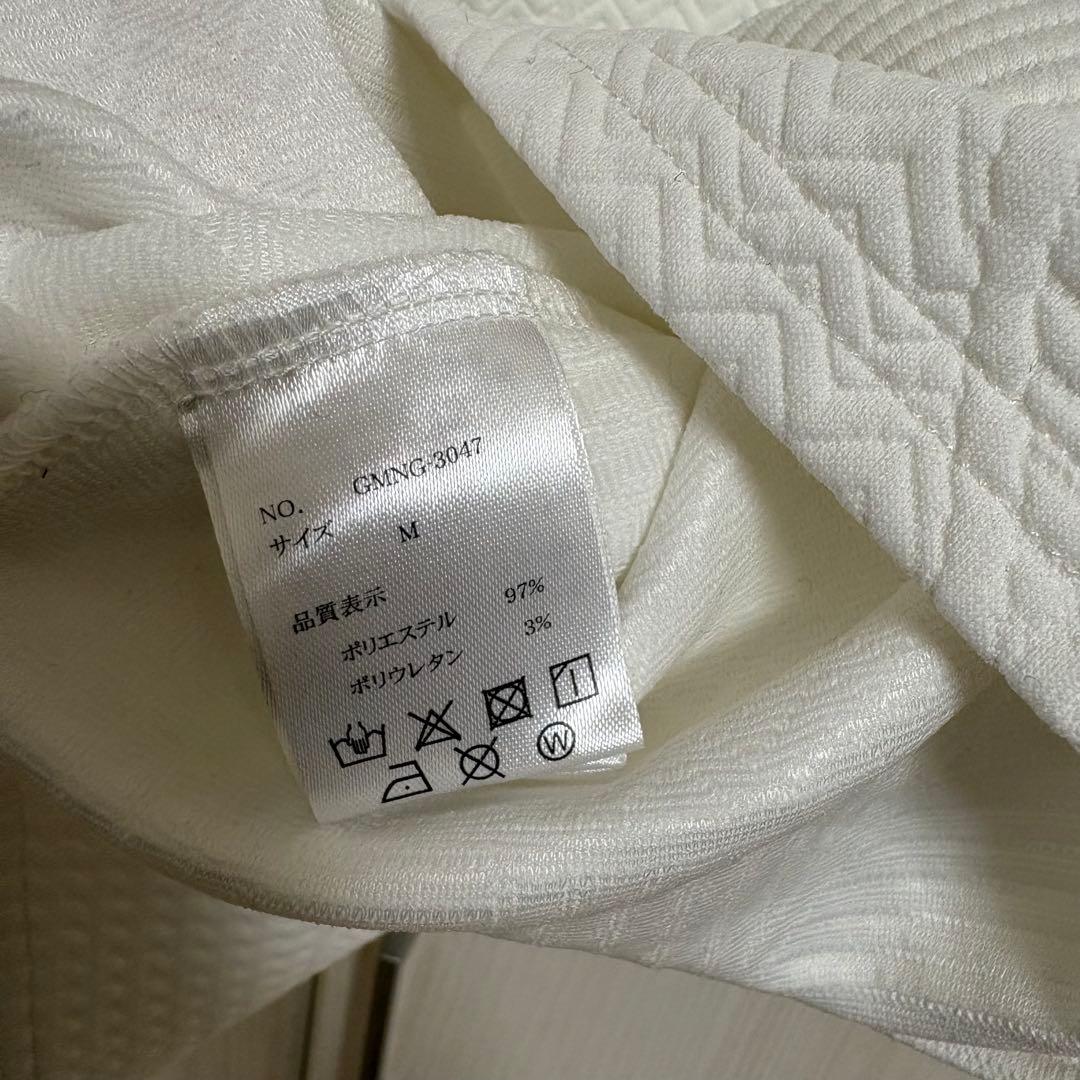 NO. GMNG-3047
サイズ M
品質表示
ポリエステル 97%
ポリウレタン 3%
W